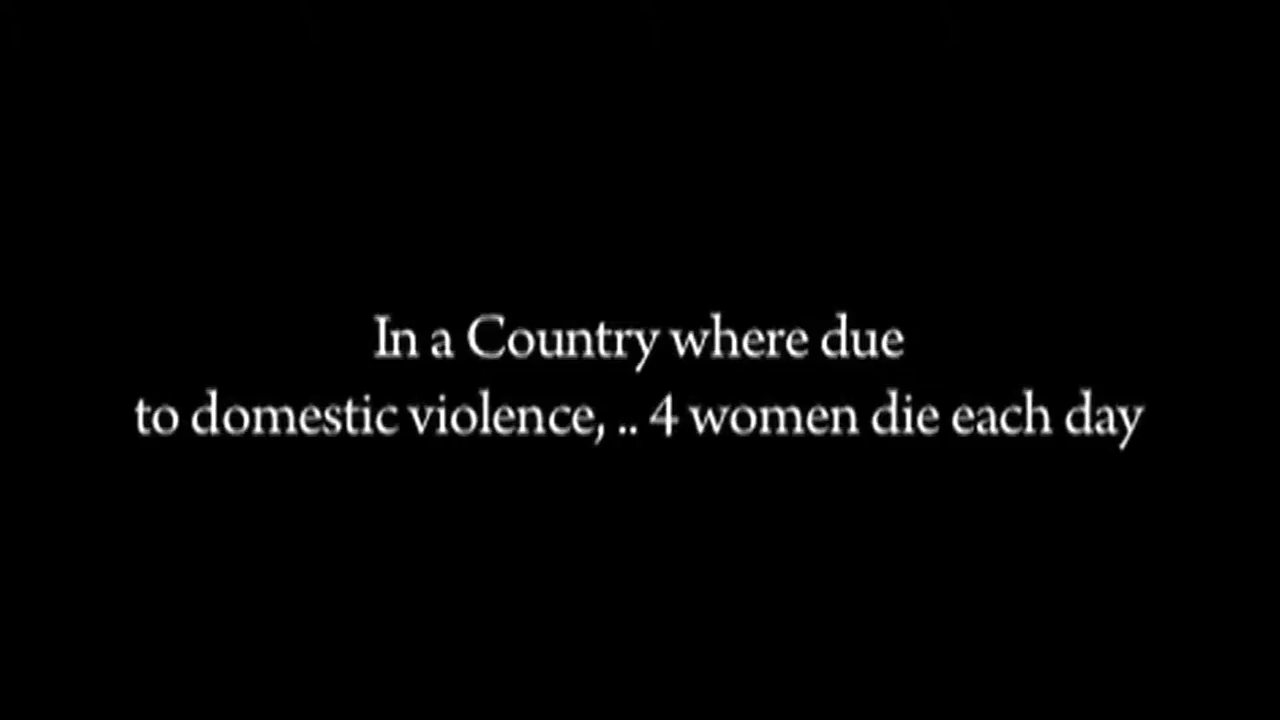 In a Country where due
to domestic violence, .. 4 women die each day